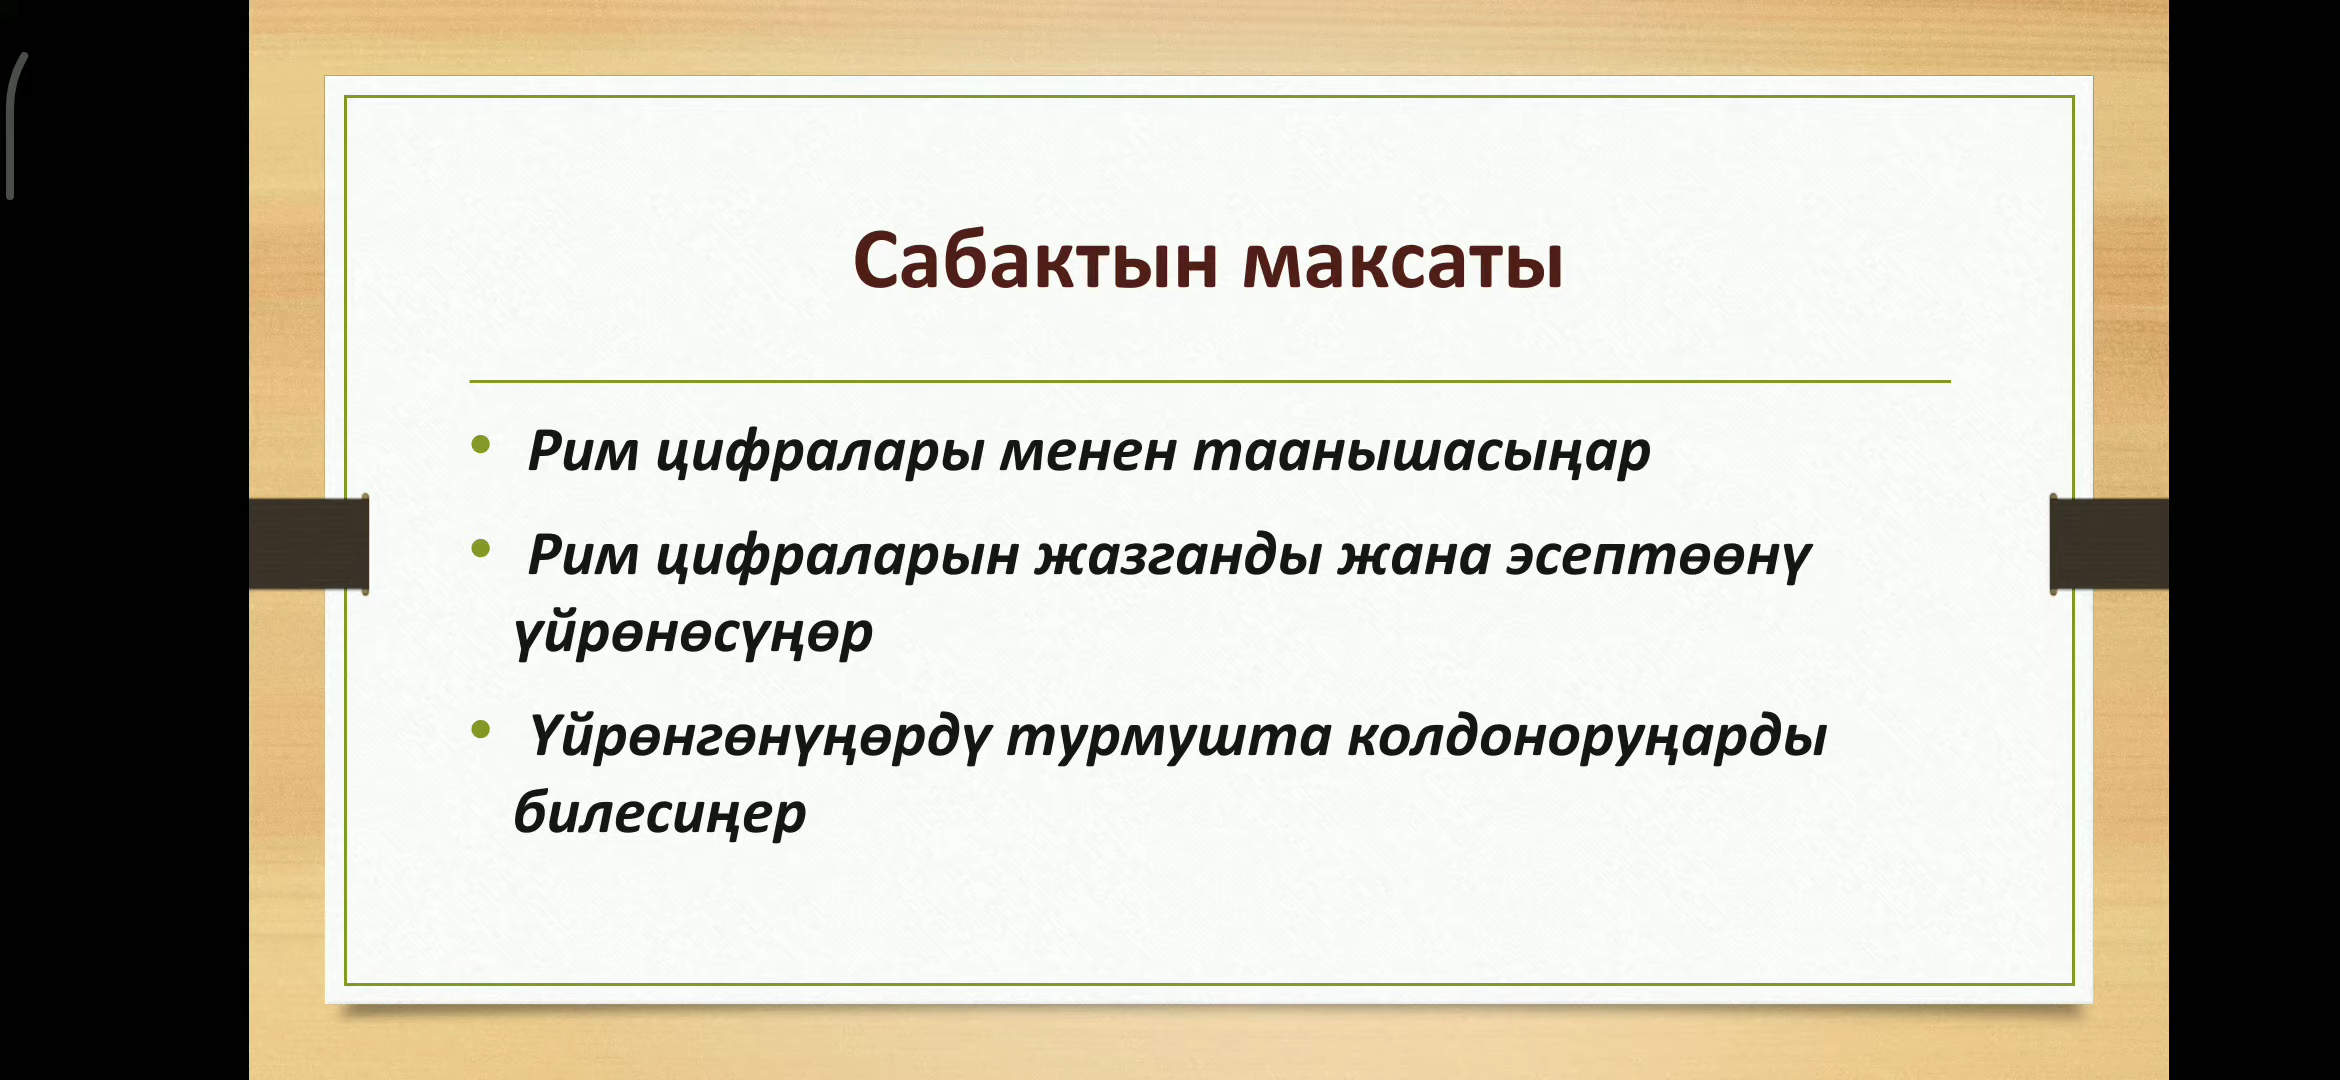 Сабактын максаты
• Рим цифралары менен таанышасыңар
• Рим цифраларын жазганды жана эсептөөнү
үйрөнөсүңөр
• Үйрөнгөнүңөрдү турмушта колдоноруңарды
билесиңер